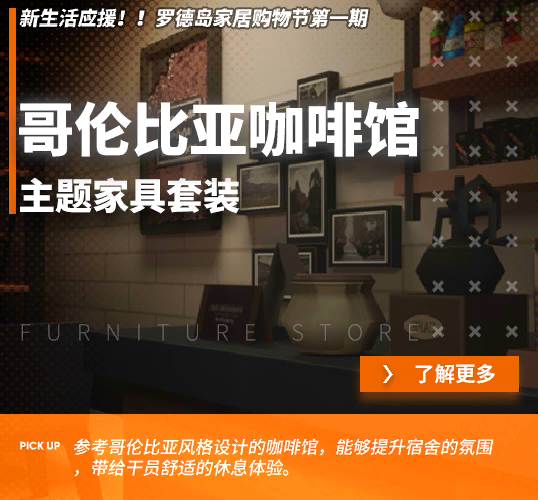 新生活应援！！罗德岛家居购物节第一期
哥伦比亚咖啡馆
主题家具套装
FURNITURE STORE
》 了解更多
PICK UP 参考哥伦比亚风格设计的咖啡馆，能够提升宿舍的氛围
，带给干员舒适的休息体验。